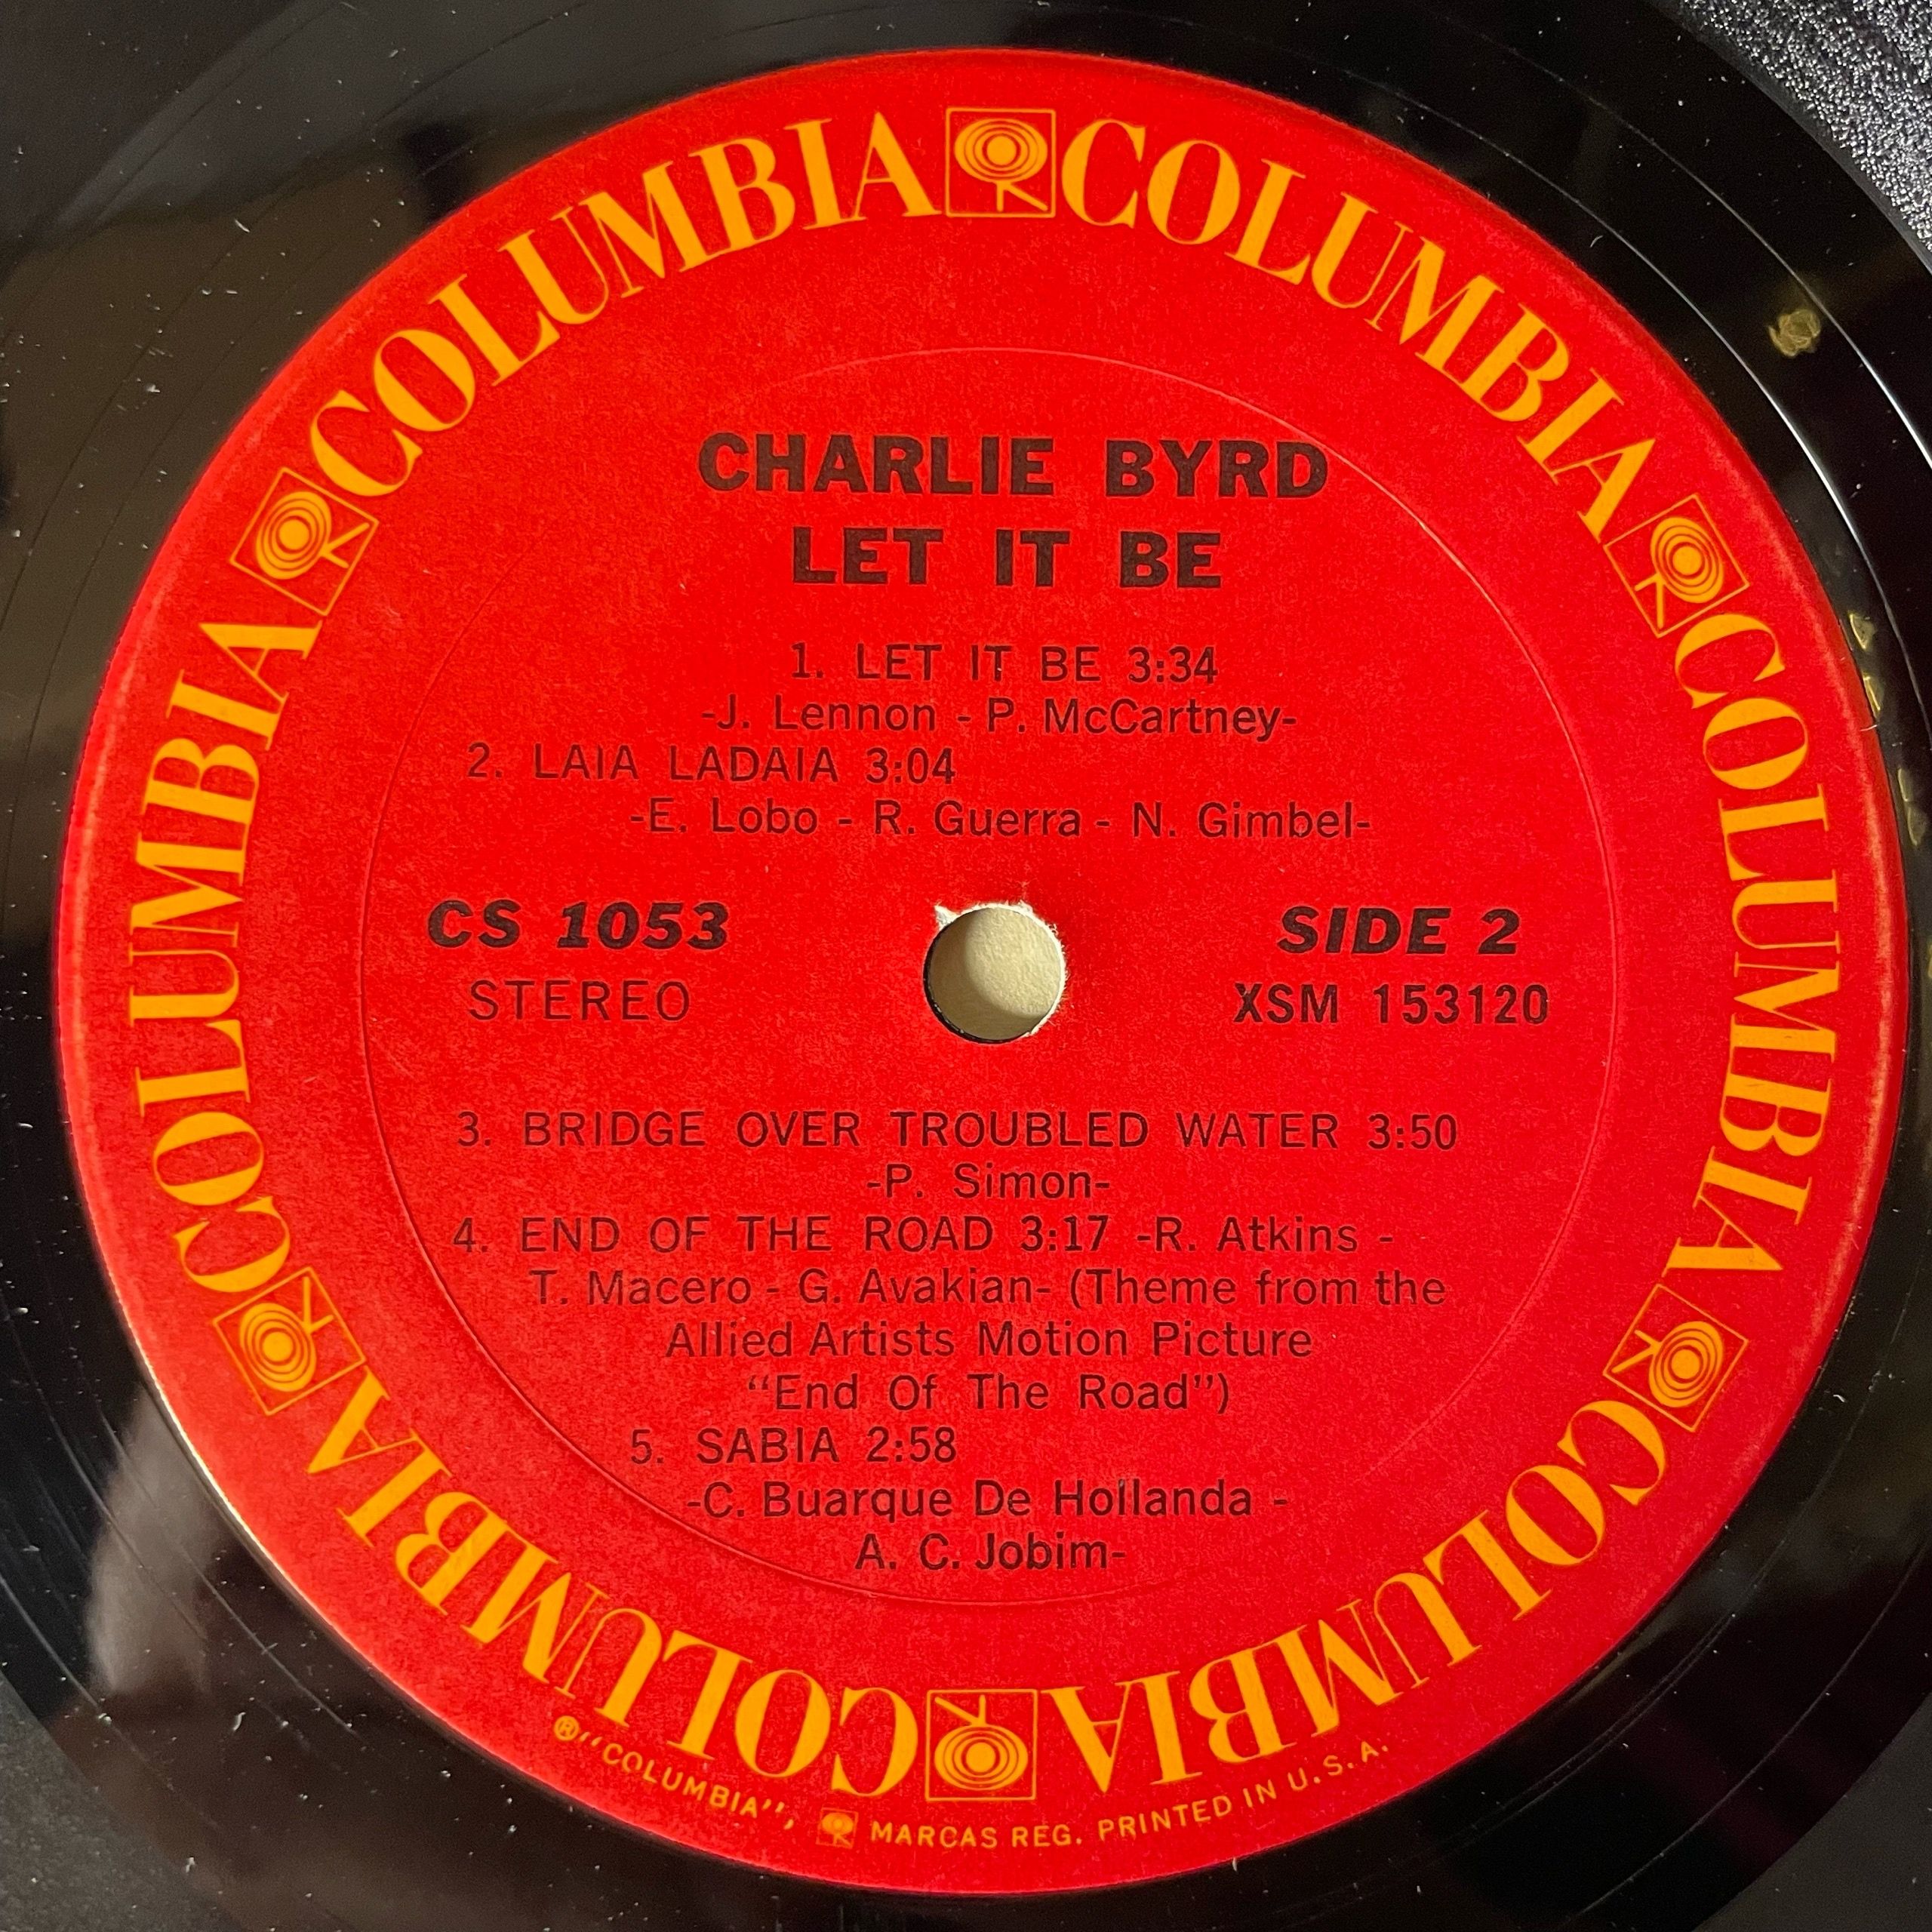 COLUMBIA COLUMBIA COLUMBIA COLUMBIA COLUMBIA COLUMBIA
CHARLIE BYRD
LET IT BE
1. LET IT BE 3:34
-J. Lennon - P. McCartney-
2. LAIA LADAIA 3:04
-E. Lobo - R. Guerra - N. Gimbel-
CS 1053
STEREO
SIDE 2
XSM 153120
3. BRIDGE OVER TROUBLED WATER 3:50
-P. Simon-
4. END OF THE ROAD 3:17 -R. Atkins -
T. Macero - G. Avakian- (Theme from the
Allied Artists Motion Picture
“End Of The Road”)
5. SABIA 2:58
-C. Buarque De Hollanda -
A. C. Jobim-
®“COLUMBIA”, MARCAS REG. PRINTED IN U.S.A.